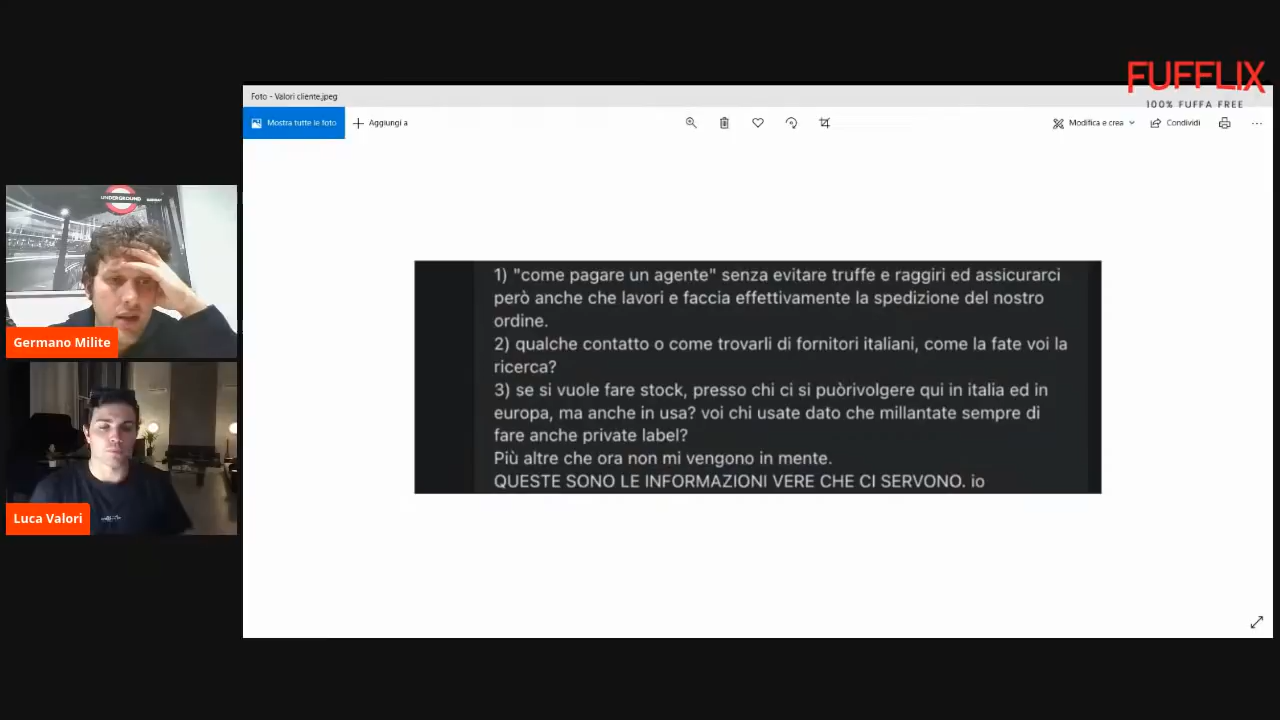 FUFFLIX
100% FUFFA FREE
Foto - Valori cliente.jpeg
Mostra tutte le foto
Aggiungi a
Modifica e crea
Condividi
UNDERGROUND
Germano Milite
Luca Valori
1) "come pagare un agente" senza evitare truffe e raggiri ed assicurarci
però anche che lavori e faccia effettivamente la spedizione del nostro
ordine.
2) qualche contatto o come trovarli di fornitori italiani, come la fate voi la
ricerca?
3) se si vuole fare stock, presso chi ci si puòrivolgere qui in italia ed in
europa, ma anche in usa? voi chi usate dato che millantate sempre di
fare anche private label?
Più altre che ora non mi vengono in mente.
QUESTE SONO LE INFORMAZIONI VERE CHE CI SERVONO. io